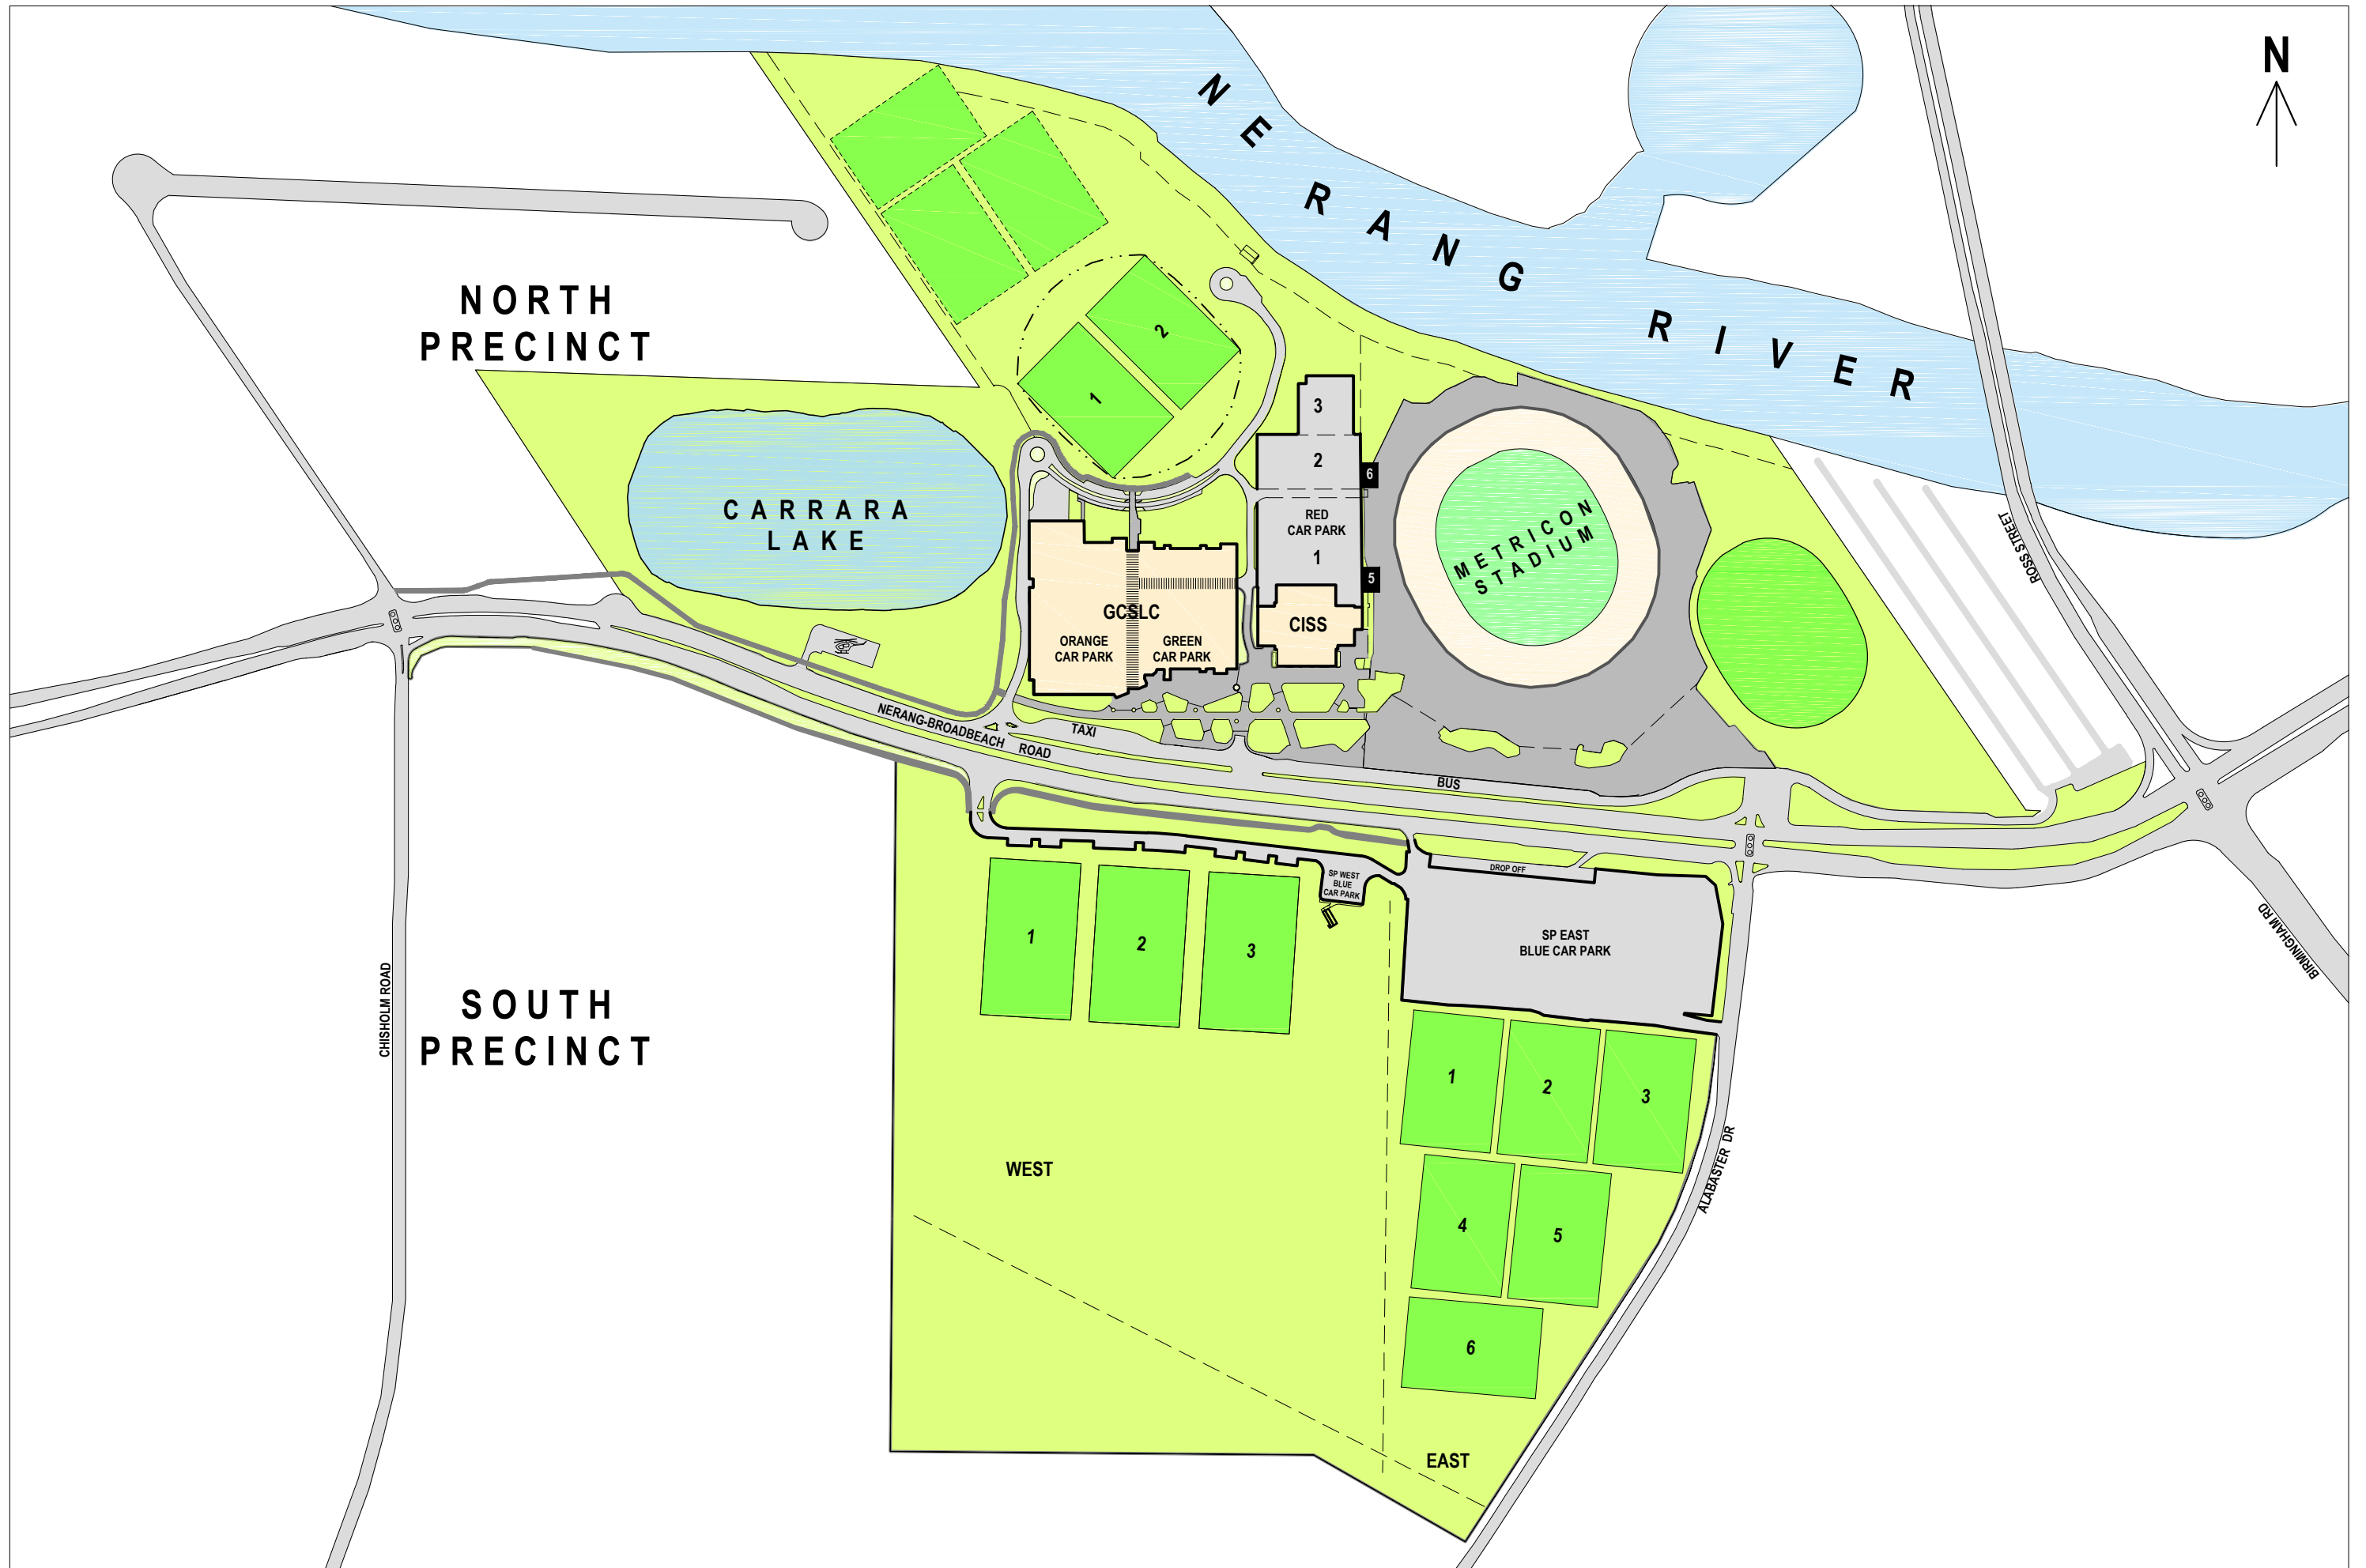 N
NERANG RIVER
NORTH
PRECINCT
2
1
3
2
6
RED
CAR PARK
1
5
CARRARA
LAKE
METRICON
STADIUM
ROSS STREET
GCSLC
ORANGE
CAR PARK
GREEN
CAR PARK
CISS
NERANG-BROADBEACH ROAD
TAXI
BUS
DROP OFF
SP WEST
BLUE
CAR PARK
SP EAST
BLUE CAR PARK
BIRMINGHAM RD
1
2
3
CHISHOLM ROAD
SOUTH
PRECINCT
1
2
3
ALABASTER DR
WEST
4
5
6
EAST